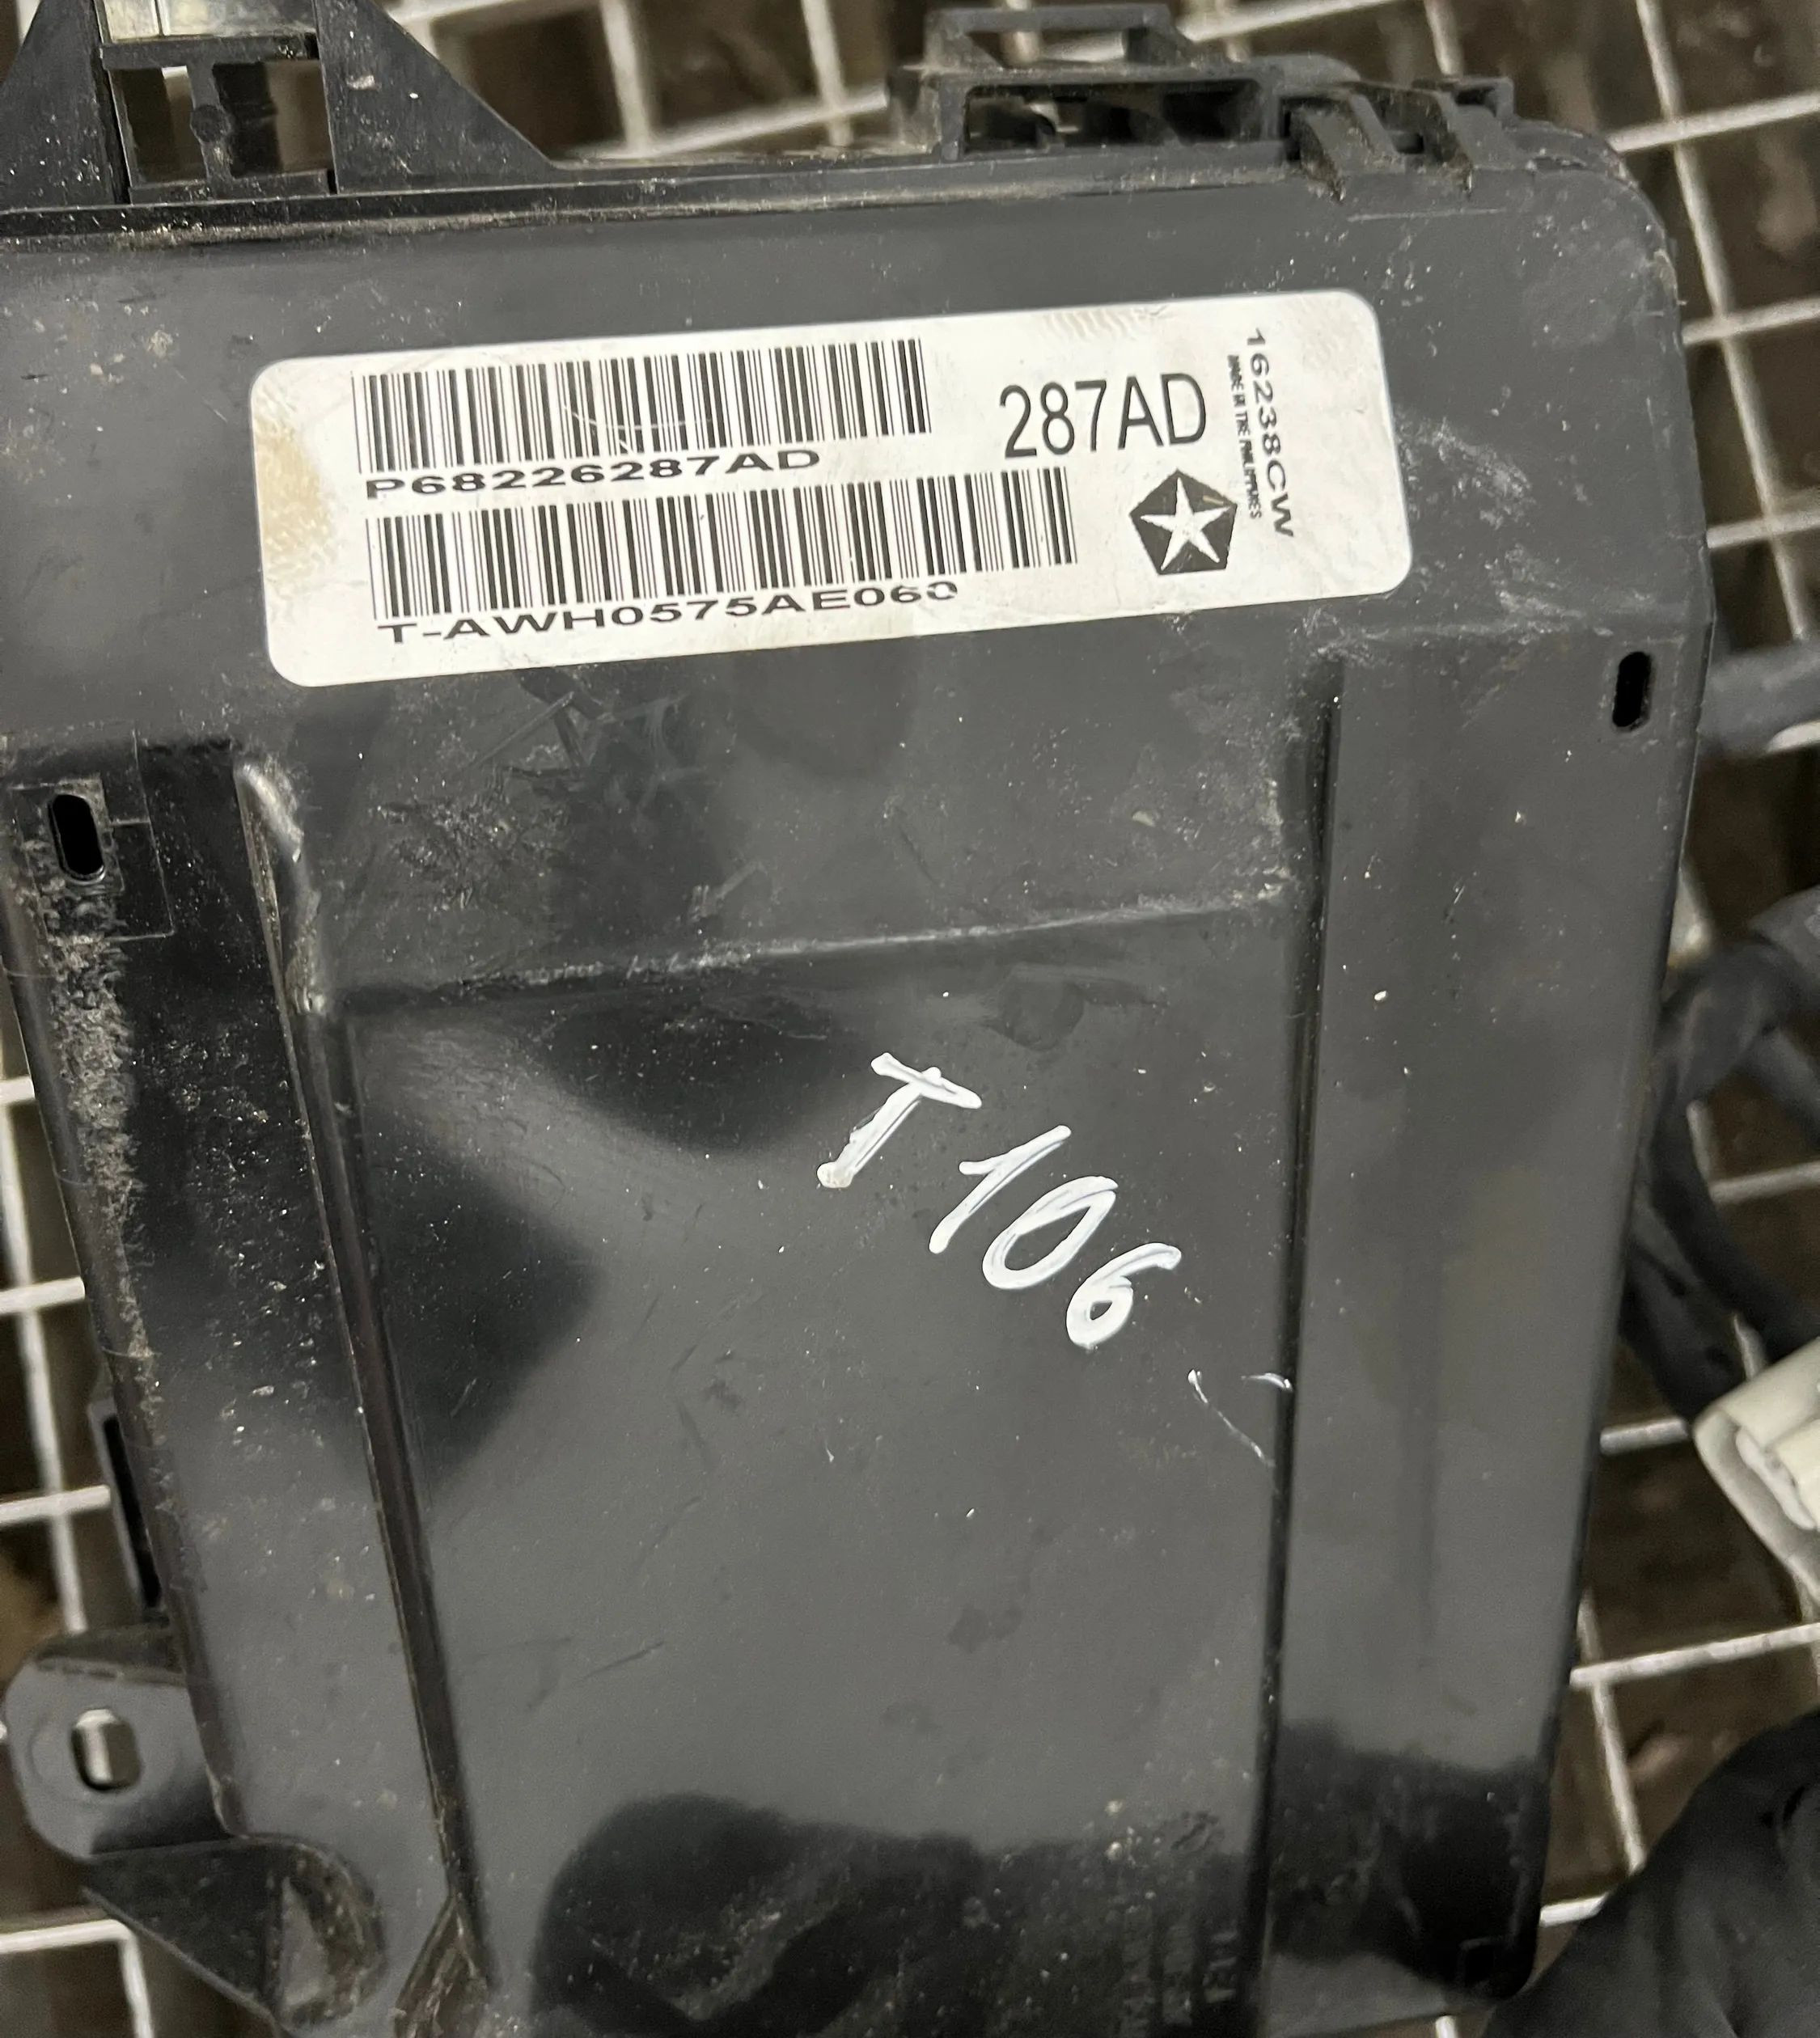 P68226287AD
287AD
T-AWH0575AE060
16238CW
MADE IN THE PHILIPPINES
T106